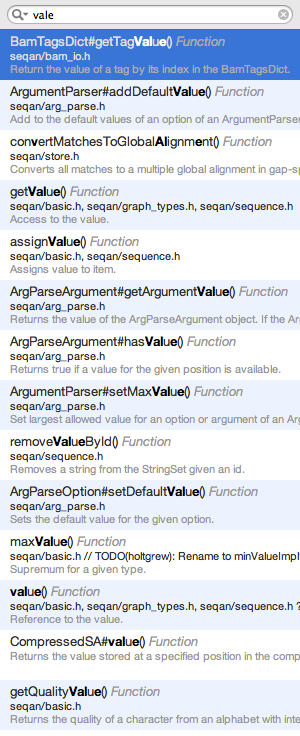 vale
BamTagsDict#getTagValue() Function
seqan/bam_io.h
Return the value of a tag by its index in the BamTagsDict.
ArgumentParser#addDefaultValue() Function
seqan/arg_parse.h
Add to the default values of an option of an ArgumentParser
convertMatchesToGlobalAlignment() Function
seqan/store.h
Converts all matches to a multiple global alignment in gap-sp
getValue() Function
seqan/basic.h, seqan/graph_types.h, seqan/sequence.h
Access to the value.
assignValue() Function
seqan/basic.h, seqan/sequence.h
Assigns value to item.
ArgParseArgument#getArgumentValue() Function
seqan/arg_parse.h
Returns the value of the ArgParseArgument object. If the Ar
ArgParseArgument#hasValue() Function
seqan/arg_parse.h
Returns true if a value for the given position is available.
ArgumentParser#setMaxValue() Function
seqan/arg_parse.h
Set largest allowed value for an option or argument of an Arg
removeValueById() Function
seqan/sequence.h
Removes a string from the StringSet given an id.
ArgParseOption#setDefaultValue() Function
seqan/arg_parse.h
Sets the default value for the given option.
maxValue() Function
seqan/basic.h // TODO(holtgrew): Rename to minValueImpl
Supremum for a given type.
value() Function
seqan/basic.h, seqan/graph_types.h, seqan/sequence.h ?
Reference to the value.
CompressedSA#value() Function
Returns the value stored at a specified position in the comp
getQualityValue() Function
seqan/basic.h
Returns the quality of a character from an alphabet with inte